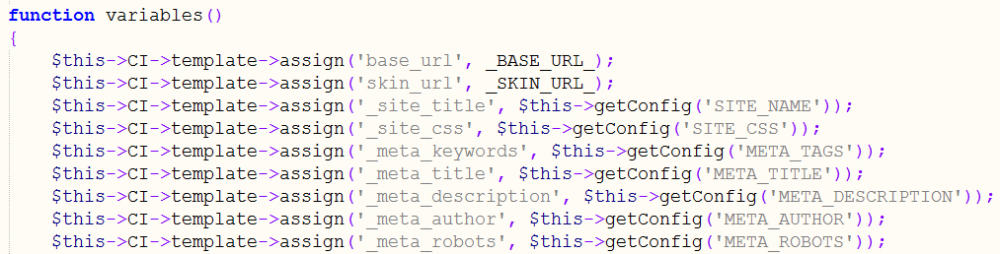 function variables()
{
$this->CI->template->assign('base_url', _BASE_URL_);
$this->CI->template->assign('skin_url', _SKIN_URL_);
$this->CI->template->assign('_site_title', $this->getConfig('SITE_NAME'));
$this->CI->template->assign('_site_css', $this->getConfig('SITE_CSS'));
$this->CI->template->assign('_meta_keywords', $this->getConfig('META_TAGS'));
$this->CI->template->assign('_meta_title', $this->getConfig('META_TITLE'));
$this->CI->template->assign('_meta_description', $this->getConfig('META_DESCRIPTION'));
$this->CI->template->assign('_meta_author', $this->getConfig('META_AUTHOR'));
$this->CI->template->assign('_meta_robots', $this->getConfig('META_ROBOTS'));